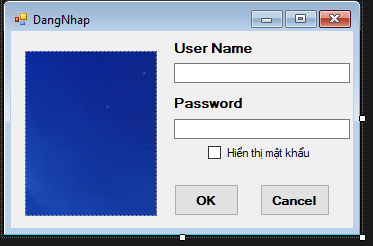 DangNhap
User Name
Password
Hiển thị mật khẩu
OK
Cancel